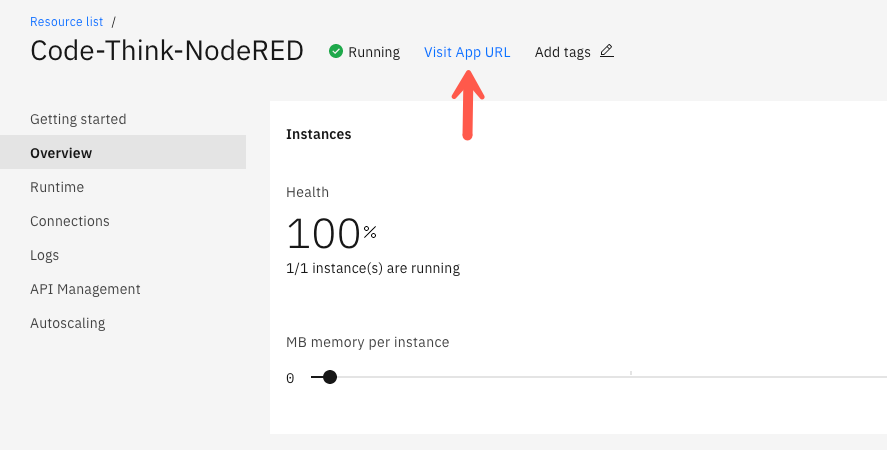 Resource list /
Code-Think-NodeRED Running Visit App URL Add tags
Getting started
Overview
Runtime
Connections
Logs
API Management
Autoscaling
Instances
Health
100%
1/1 instance(s) are running
MB memory per instance
0